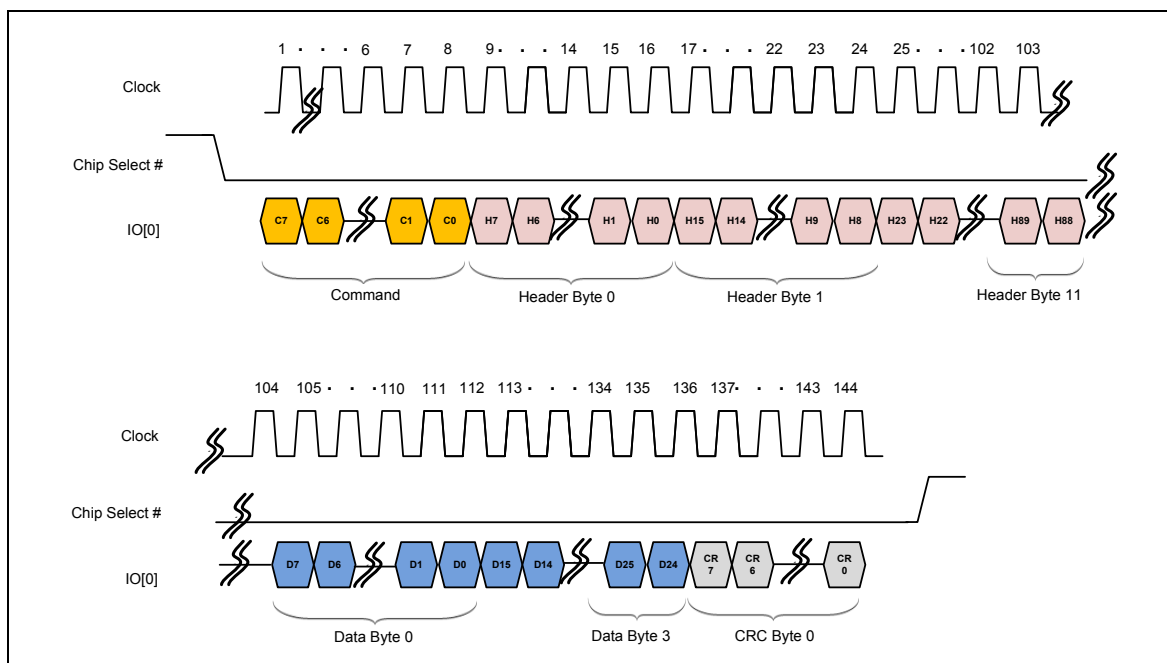 1 · · · 6 7 8 9 · · · 14 15 16 17 · · · 22 23 24 25 · · · 102 103
Clock
Chip Select #
IO[0]
C7 C6 C1 C0 H7 H6 H1 H0 H15 H14 H9 H8 H23 H22 H89 H88
Command Header Byte 0 Header Byte 1 Header Byte 11
104 105 · · · 110 111 112 113 · · · 134 135 136 137 · · · 143 144
Clock
Chip Select #
IO[0]
D7 D6 D1 D0 D15 D14 D25 D24 CR 7 CR 6 CR 0
Data Byte 0 Data Byte 3 CRC Byte 0